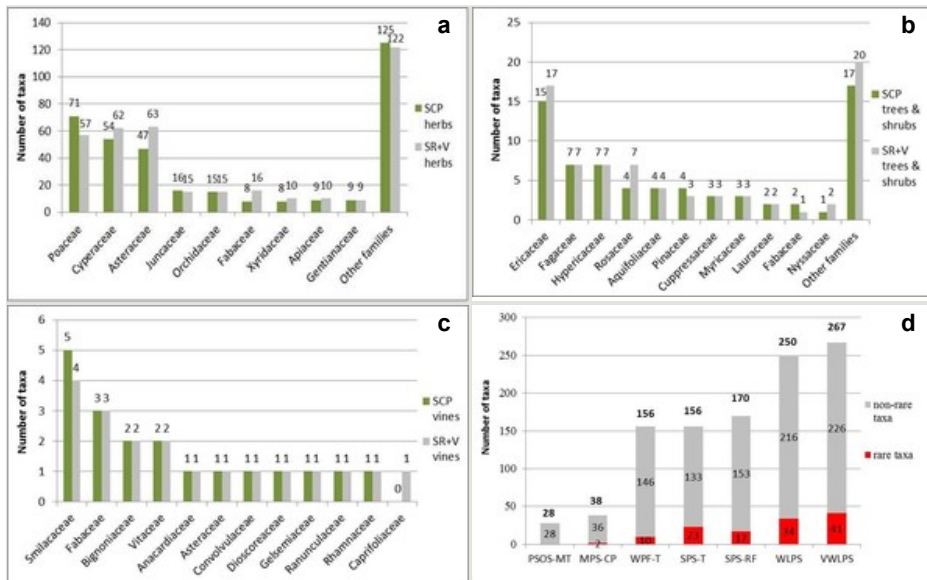 a
140
120
100
80
60
40
20
0
Number of taxa
71
57
54
62
47
63
16
15
15
15
8
16
8
10
9
10
9
9
125
122
Poaceae
Cyperaceae
Asteraceae
Juncaceae
Orchidaceae
Fabaceae
Xyridaceae
Apiaceae
Gentianaceae
Other families
SCP
herbs
SR+V
herbs
b
25
20
15
10
5
0
Number of taxa
15
17
7
7
7
7
4
7
4
4
4
3
3
3
3
3
2
2
2
1
1
2
17
20
Ericaceae
Fagaceae
Hypericaceae
Rosaceae
Aquifoliaceae
Pinaceae
Cuppressaceae
Myricaceae
Lauraceae
Fabaceae
Nyssaceae
Other families
SCP
trees &
shrubs
SR+V
trees &
shrubs
c
6
5
4
3
2
1
0
Number of taxa
5
4
3
3
2
2
2
2
1
1
1
1
1
1
1
1
1
1
1
1
1
1
0
1
Smilacaceae
Fabaceae
Bignoniaceae
Vitaceae
Anacardiaceae
Asteraceae
Convolvulaceae
Dioscoreaceae
Gelsemiaceae
Ranunculaceae
Rhamnaceae
Caprifoliaceae
SCP
vines
SR+V
vines
d
300
250
200
150
100
50
0
Number of taxa
28
28
38
36
2
156
146
10
156
133
23
170
153
17
250
216
34
267
226
41
PSOS-MT
MPS-CP
WPF-T
SPS-T
SPS-RF
WLPS
VWLPS
non-rare
taxa
rare taxa